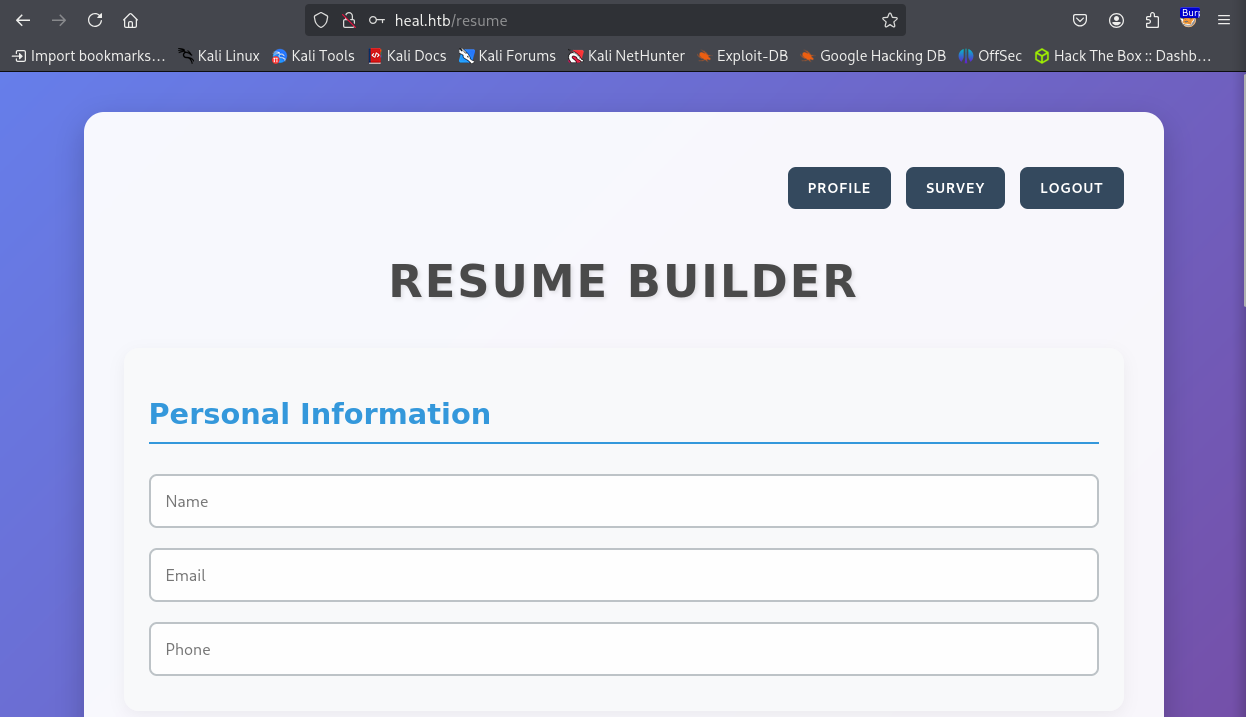 heal.htb/resume
Burp
Import bookmarks… Kali Linux Kali Tools Kali Docs Kali Forums Kali NetHunter Exploit-DB Google Hacking DB OffSec Hack The Box :: Dashb…
PROFILE SURVEY LOGOUT
RESUME BUILDER
Personal Information
Name
Email
Phone